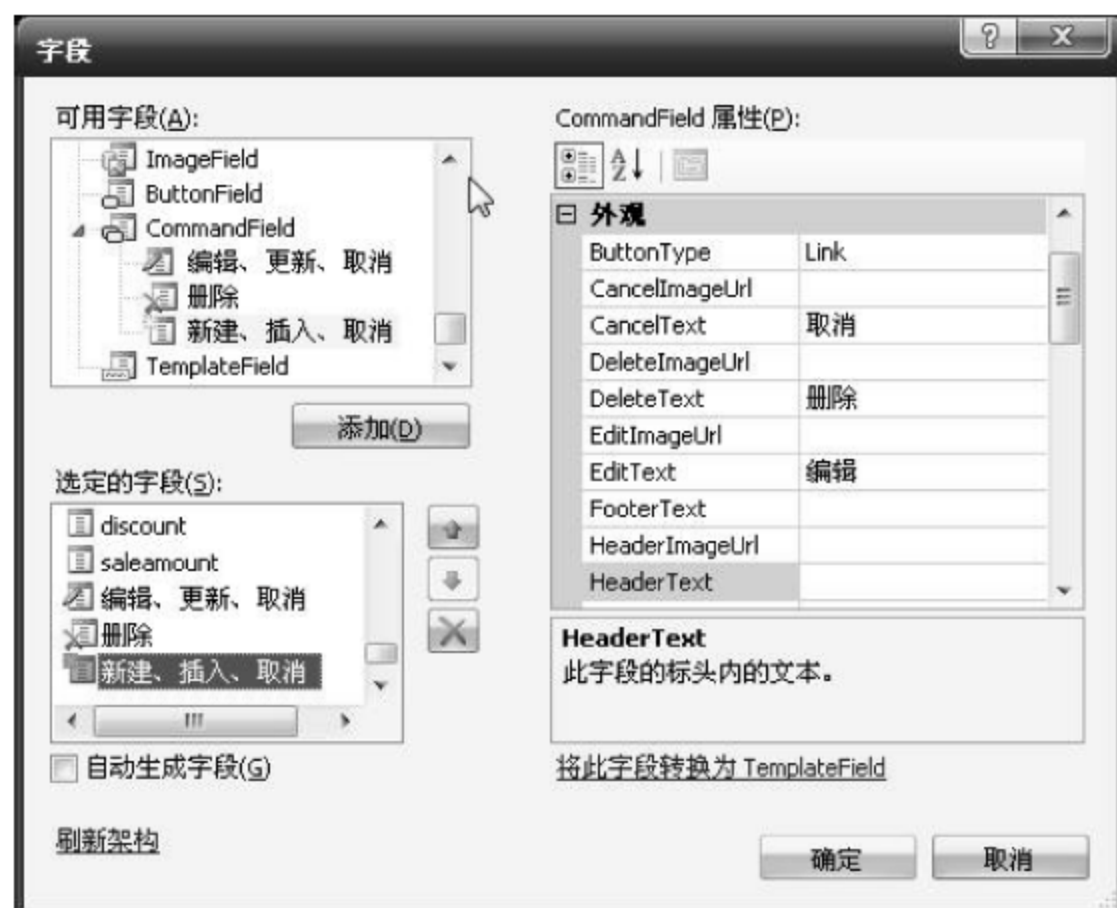 字段
可用字段(A):
ImageField
ButtonField
CommandField
编辑、更新、取消
删除
新建、插入、取消
TemplateField
添加(D)
选定的字段(S):
discount
saleamount
编辑、更新、取消
删除
新建、插入、取消
自动生成字段(G)
刷新架构
CommandField 属性(P):
外观
ButtonType Link
CancelImageUrl
CancelText 取消
DeleteImageUrl
DeleteText 删除
EditImageUrl
EditText 编辑
FooterText
HeaderImageUrl
HeaderText
HeaderText
此字段的标头内的文本。
将此字段转换为 TemplateField
确定 取消